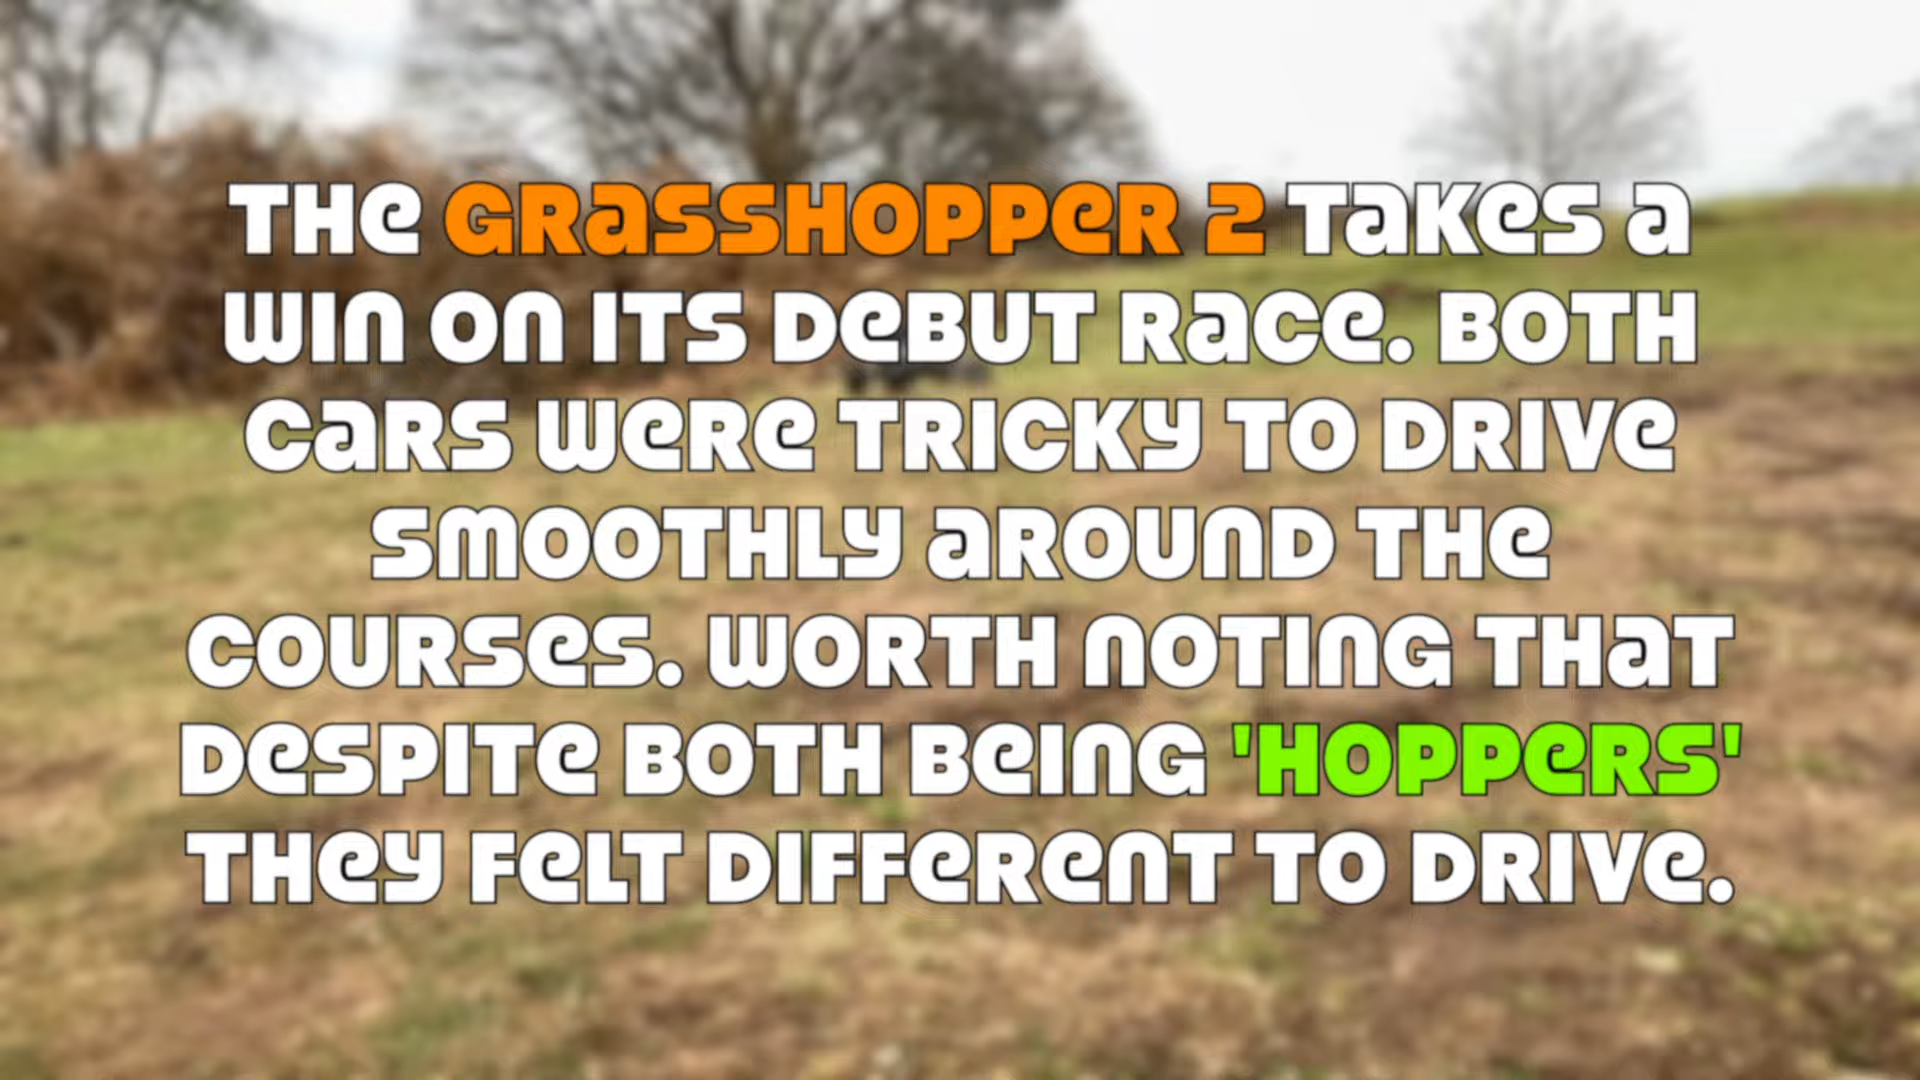 THE GRASSHOPPER 2 TAKES A
WIN ON ITS DEBUT RACE. BOTH
CARS WERE TRICKY TO DRIVE
SMOOTHLY AROUND THE
COURSES. WORTH NOTING THAT
DESPITE BOTH BEING 'HOPPERS'
THEY FELT DIFFERENT TO DRIVE.